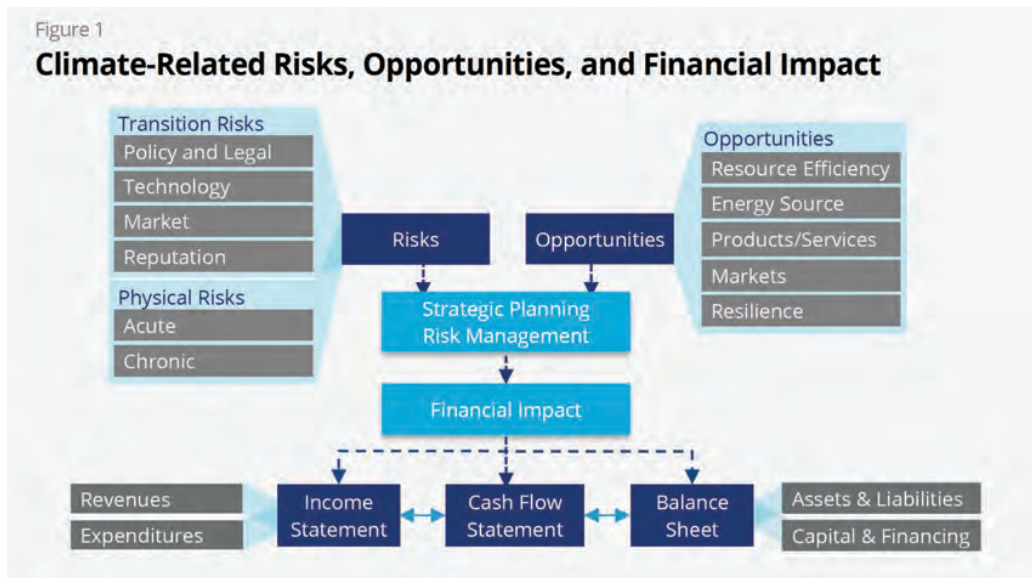 Figure 1
Climate-Related Risks, Opportunities, and Financial Impact
Transition Risks
Policy and Legal
Technology
Market
Reputation
Physical Risks
Acute
Chronic
Risks
Opportunities
Opportunities
Resource Efficiency
Energy Source
Products/Services
Markets
Resilience
Strategic Planning
Risk Management
Financial Impact
Revenues
Expenditures
Income
Statement
Cash Flow
Statement
Balance
Sheet
Assets & Liabilities
Capital & Financing